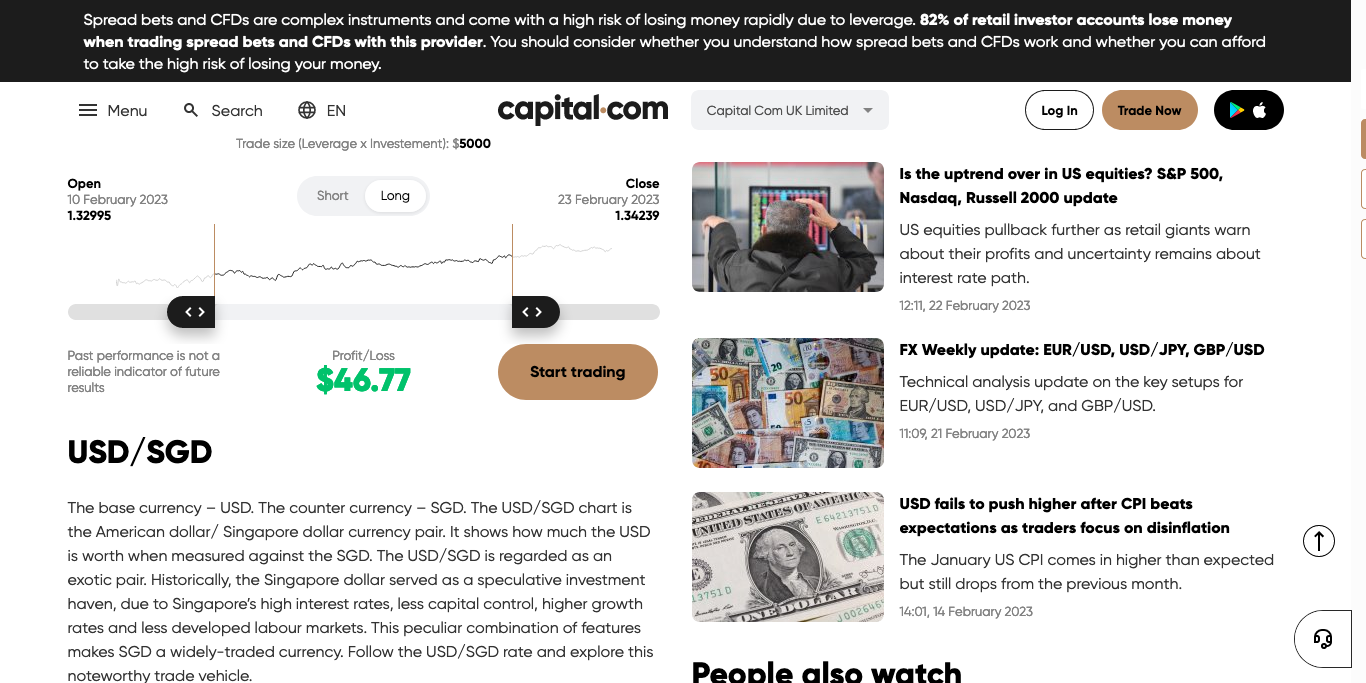 Spread bets and CFDs are complex instruments and come with a high risk of losing money rapidly due to leverage. 82% of retail investor accounts lose money
when trading spread bets and CFDs with this provider. You should consider whether you understand how spread bets and CFDs work and whether you can afford
to take the high risk of losing your money.
Menu
Search
EN
capital.com
Capital Com UK Limited
Log In
Trade Now
Trade size (Leverage x Investement): $5000
Open
10 February 2023
1.32995
Short
Long
Close
23 February 2023
1.34239
Past performance is not a
reliable indicator of future
results
Profit/Loss
$46.77
Start trading
USD/SGD
The base currency – USD. The counter currency – SGD. The USD/SGD chart is
the American dollar/ Singapore dollar currency pair. It shows how much the USD
is worth when measured against the SGD. The USD/SGD is regarded as an
exotic pair. Historically, the Singapore dollar served as a speculative investment
haven, due to Singapore's high interest rates, less capital control, higher growth
rates and less developed labour markets. This peculiar combination of features
makes SGD a widely-traded currency. Follow the USD/SGD rate and explore this
noteworthy trade vehicle.
Is the uptrend over in US equities? S&P 500,
Nasdaq, Russell 2000 update
US equities pullback further as retail giants warn
about their profits and uncertainty remains about
interest rate path.
12:11, 22 February 2023
FX Weekly update: EUR/USD, USD/JPY, GBP/USD
Technical analysis update on the key setups for
EUR/USD, USD/JPY, and GBP/USD.
11:09, 21 February 2023
UNITED STATES OF AMERICA
ONE DOLLAR
USD fails to push higher after CPI beats
expectations as traders focus on disinflation
The January US CPI comes in higher than expected
but still drops from the previous month.
14:01, 14 February 2023
People also watch